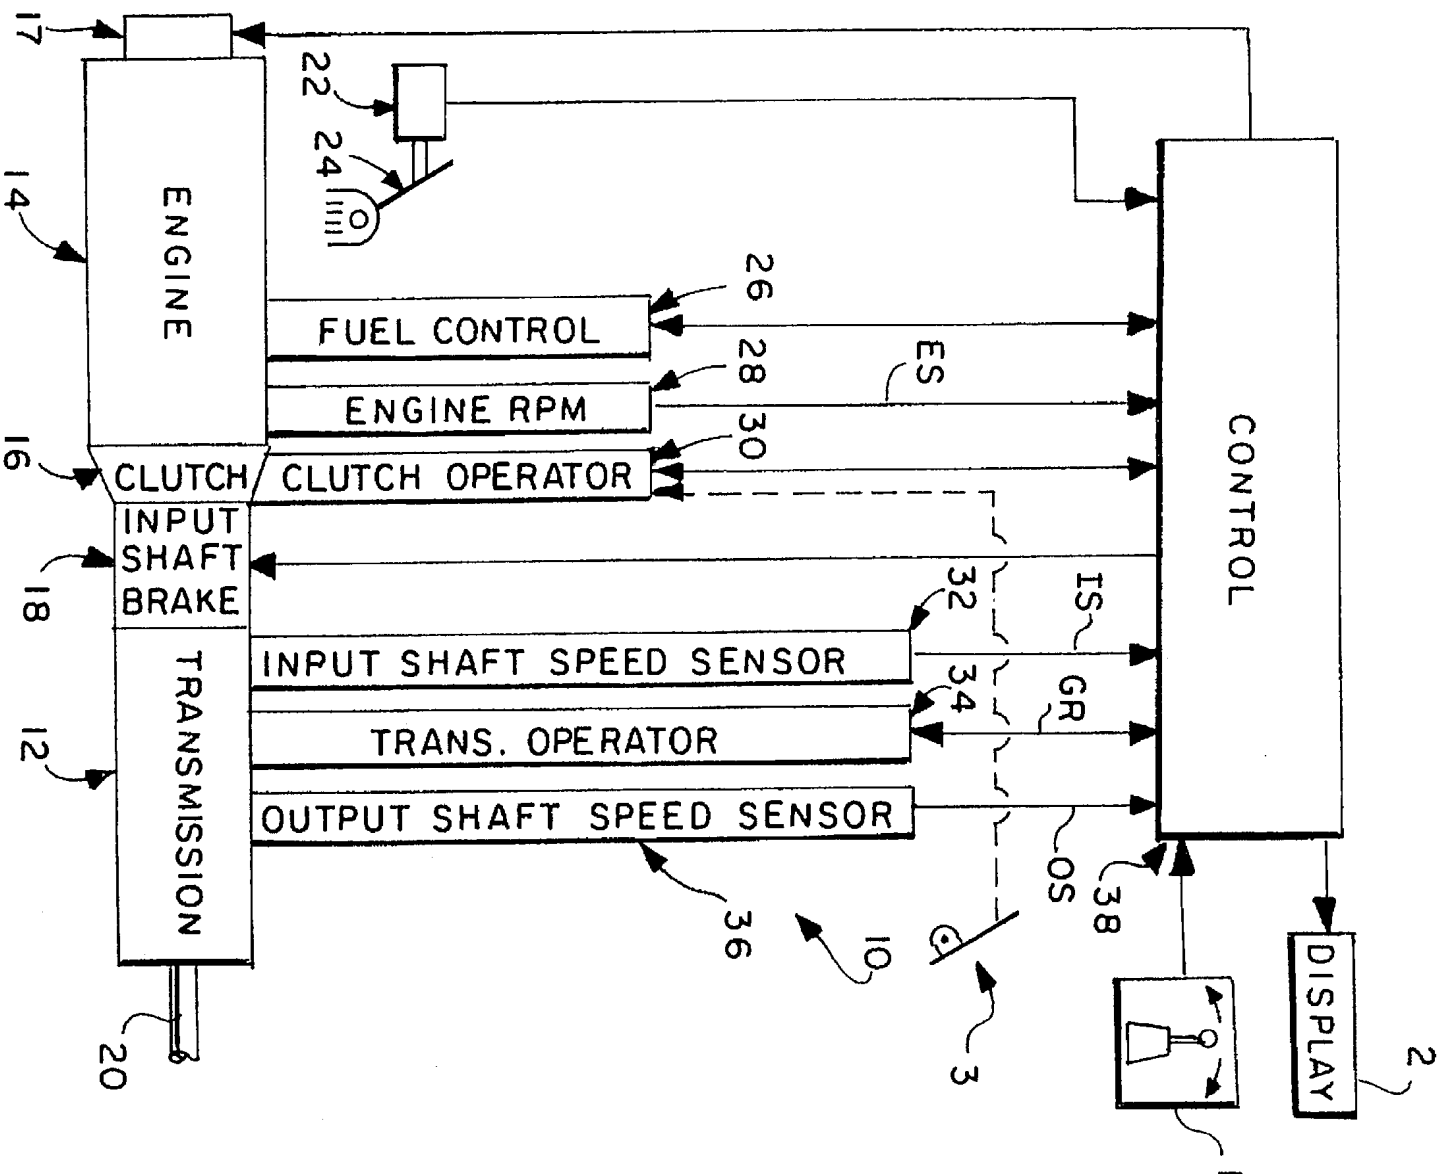 17
22
24
14
ENGINE
26
FUEL CONTROL
28
ENGINE RPM
ES
30
CLUTCH OPERATOR
16
CLUTCH
INPUT
SHAFT
BRAKE
18
CONTROL
32
INPUT SHAFT SPEED SENSOR
IS
34
TRANS. OPERATOR
GR
OUTPUT SHAFT SPEED SENSOR
OS
36
38
12
TRANSMISSION
10
3
20
DISPLAY
2